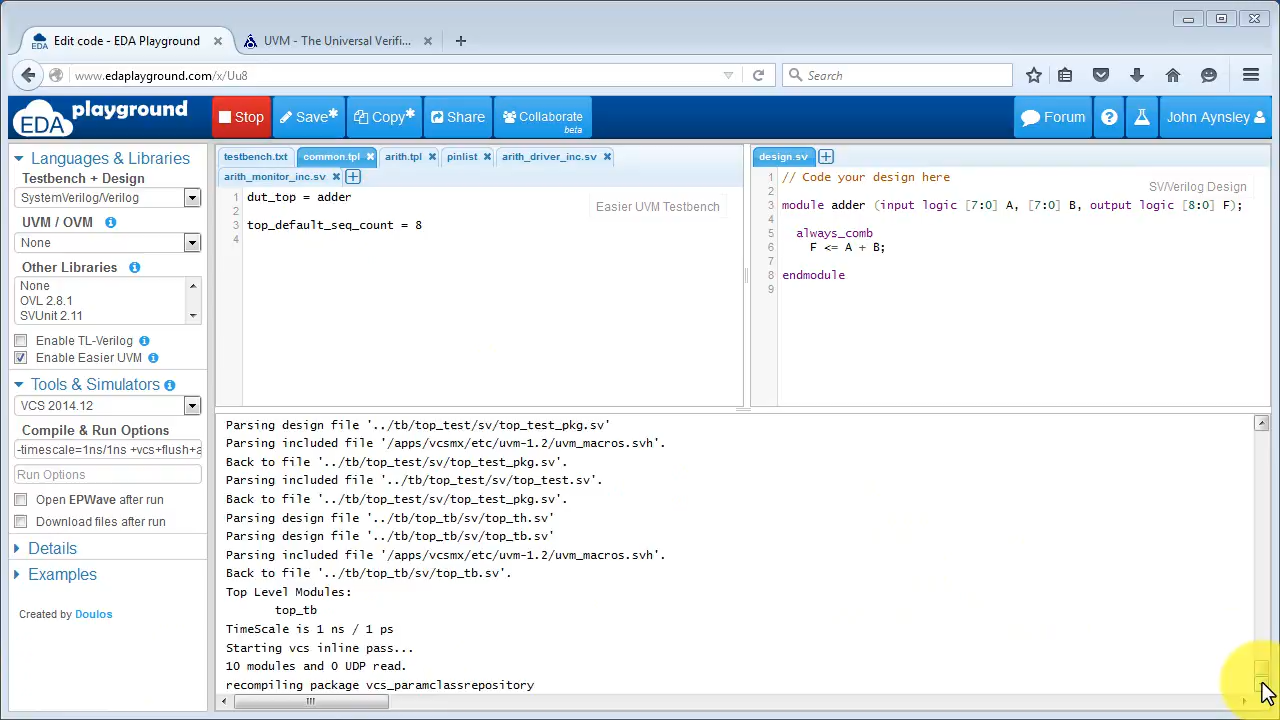 Edit code - EDA Playground
UVM - The Universal Verifi...
www.edaplayground.com/x/Uu8
Search
EDA playground
Stop
Save*
Copy*
Share
Collaborate
beta
Forum
John Aynsley
Languages & Libraries
Testbench + Design
SystemVerilog/Verilog
UVM / OVM
None
Other Libraries
None
OVL 2.8.1
SVUnit 2.11
Enable TL-Verilog
Enable Easier UVM
Tools & Simulators
VCS 2014.12
Compile & Run Options
-timescale=1ns/1ns +vcs+flush+a
Run Options
Open EPWave after run
Download files after run
Details
Examples
Created by Doulos
testbench.txt
common.tpl
arith.tpl
pinlist
arith_driver_inc.sv
arith_monitor_inc.sv
1 dut_top = adder
2
3 top_default_seq_count = 8
4
Easier UVM Testbench
design.sv
SV/Verilog Design
1 // Code your design here
2
3 module adder (input logic [7:0] A, [7:0] B, output logic [8:0] F);
4
5 always_comb
6 F <= A + B;
7
8 endmodule
9
Parsing design file '../tb/top_test/sv/top_test_pkg.sv'
Parsing included file '/apps/vcsmx/etc/uvm-1.2/uvm_macros.svh'.
Back to file '../tb/top_test/sv/top_test_pkg.sv'.
Parsing included file '../tb/top_test/sv/top_test.sv'.
Back to file '../tb/top_test/sv/top_test_pkg.sv'.
Parsing design file '../tb/top_tb/sv/top_th.sv'
Parsing design file '../tb/top_tb/sv/top_tb.sv'
Parsing included file '/apps/vcsmx/etc/uvm-1.2/uvm_macros.svh'.
Back to file '../tb/top_tb/sv/top_tb.sv'.
Top Level Modules:
top_tb
TimeScale is 1 ns / 1 ps
Starting vcs inline pass...
10 modules and 0 UDP read.
recompiling package vcs_paramclassrepository